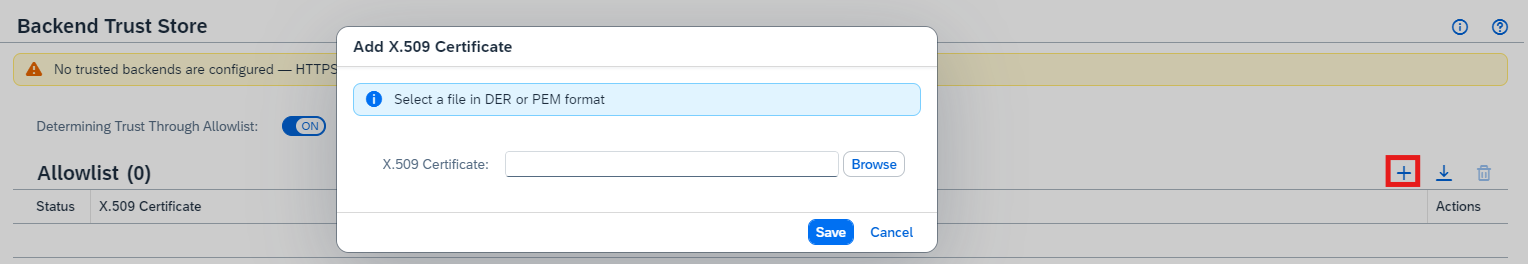 Backend Trust Store
Add X.509 Certificate
No trusted backends are configured — HTTPS
Select a file in DER or PEM format
Determining Trust Through Allowlist: ON
X.509 Certificate: Browse
Allowlist (0)
Status X.509 Certificate Actions
Save Cancel